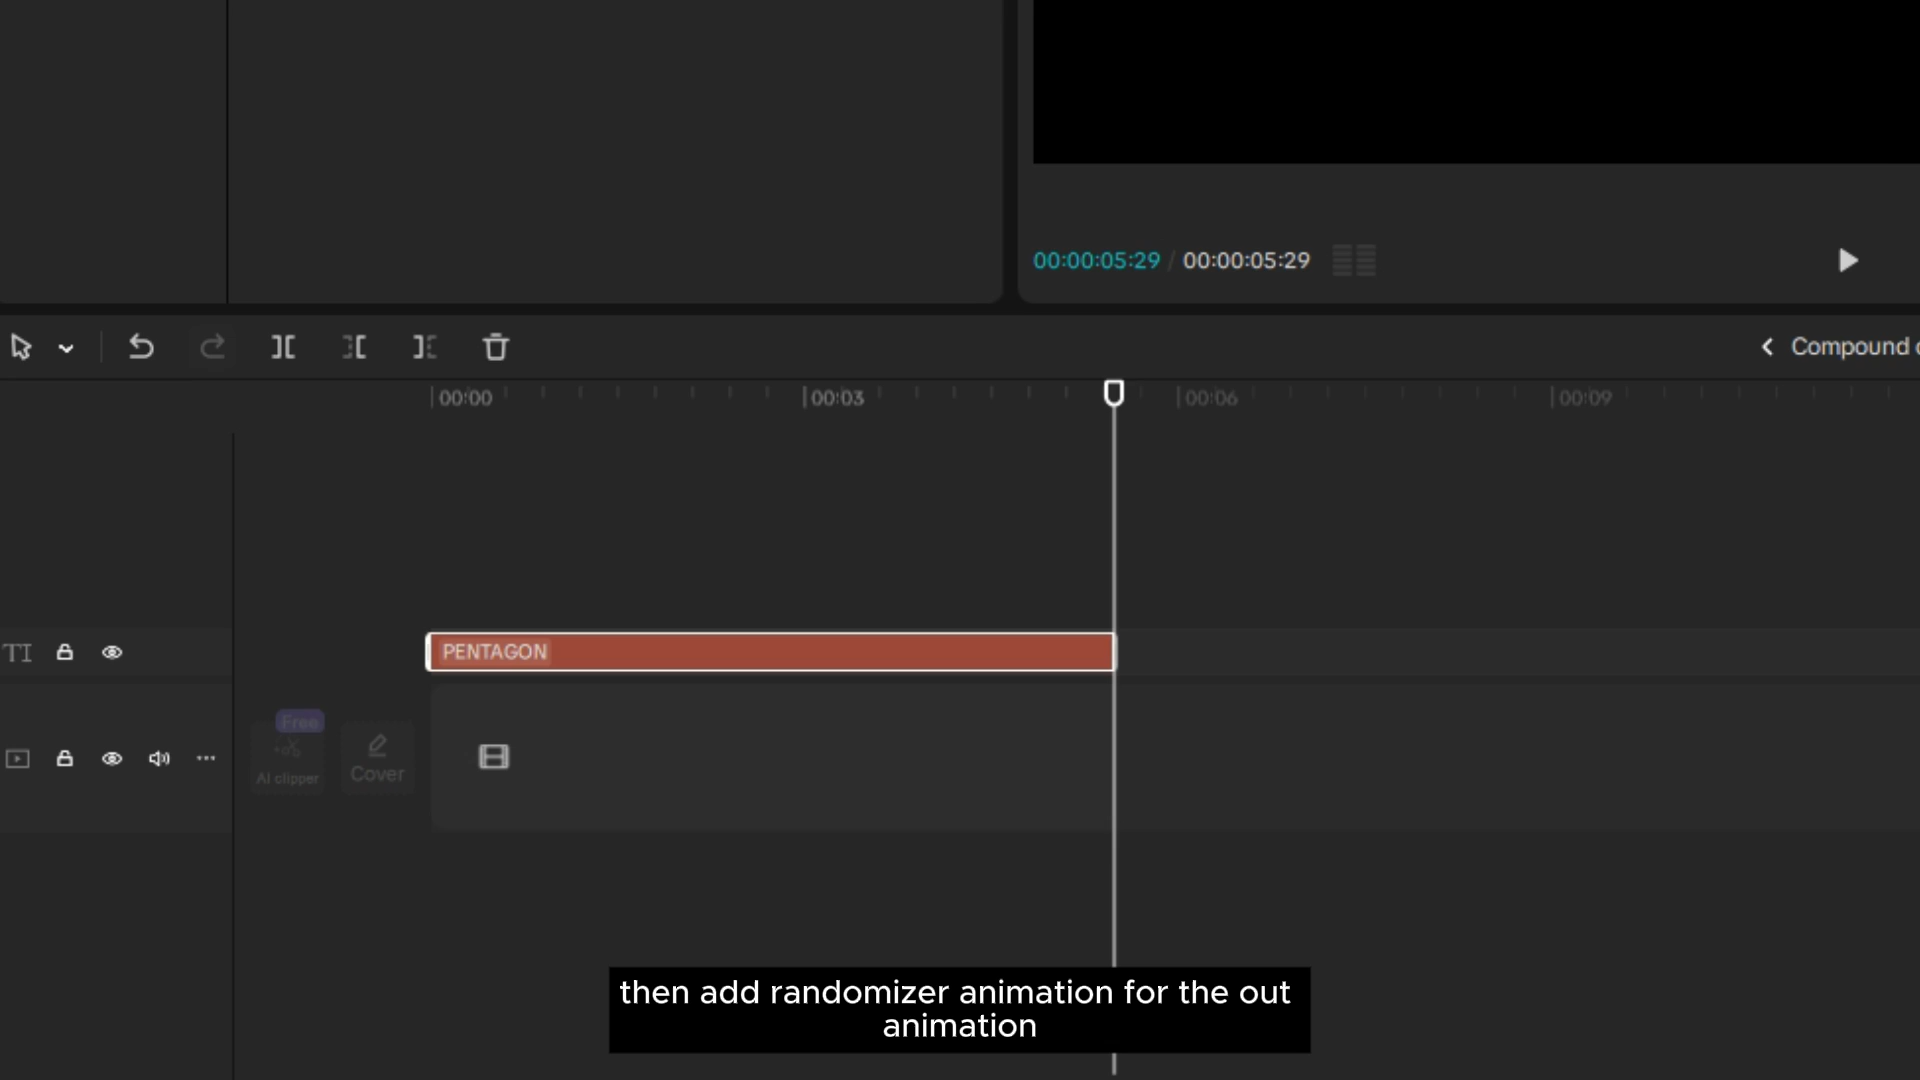 00:00:05:29 / 00:00:05:29
Compound
00:00 00:03 00:06 00:09
TI
PENTAGON
Free
AI clipper
Cover
then add randomizer animation for the out
animation